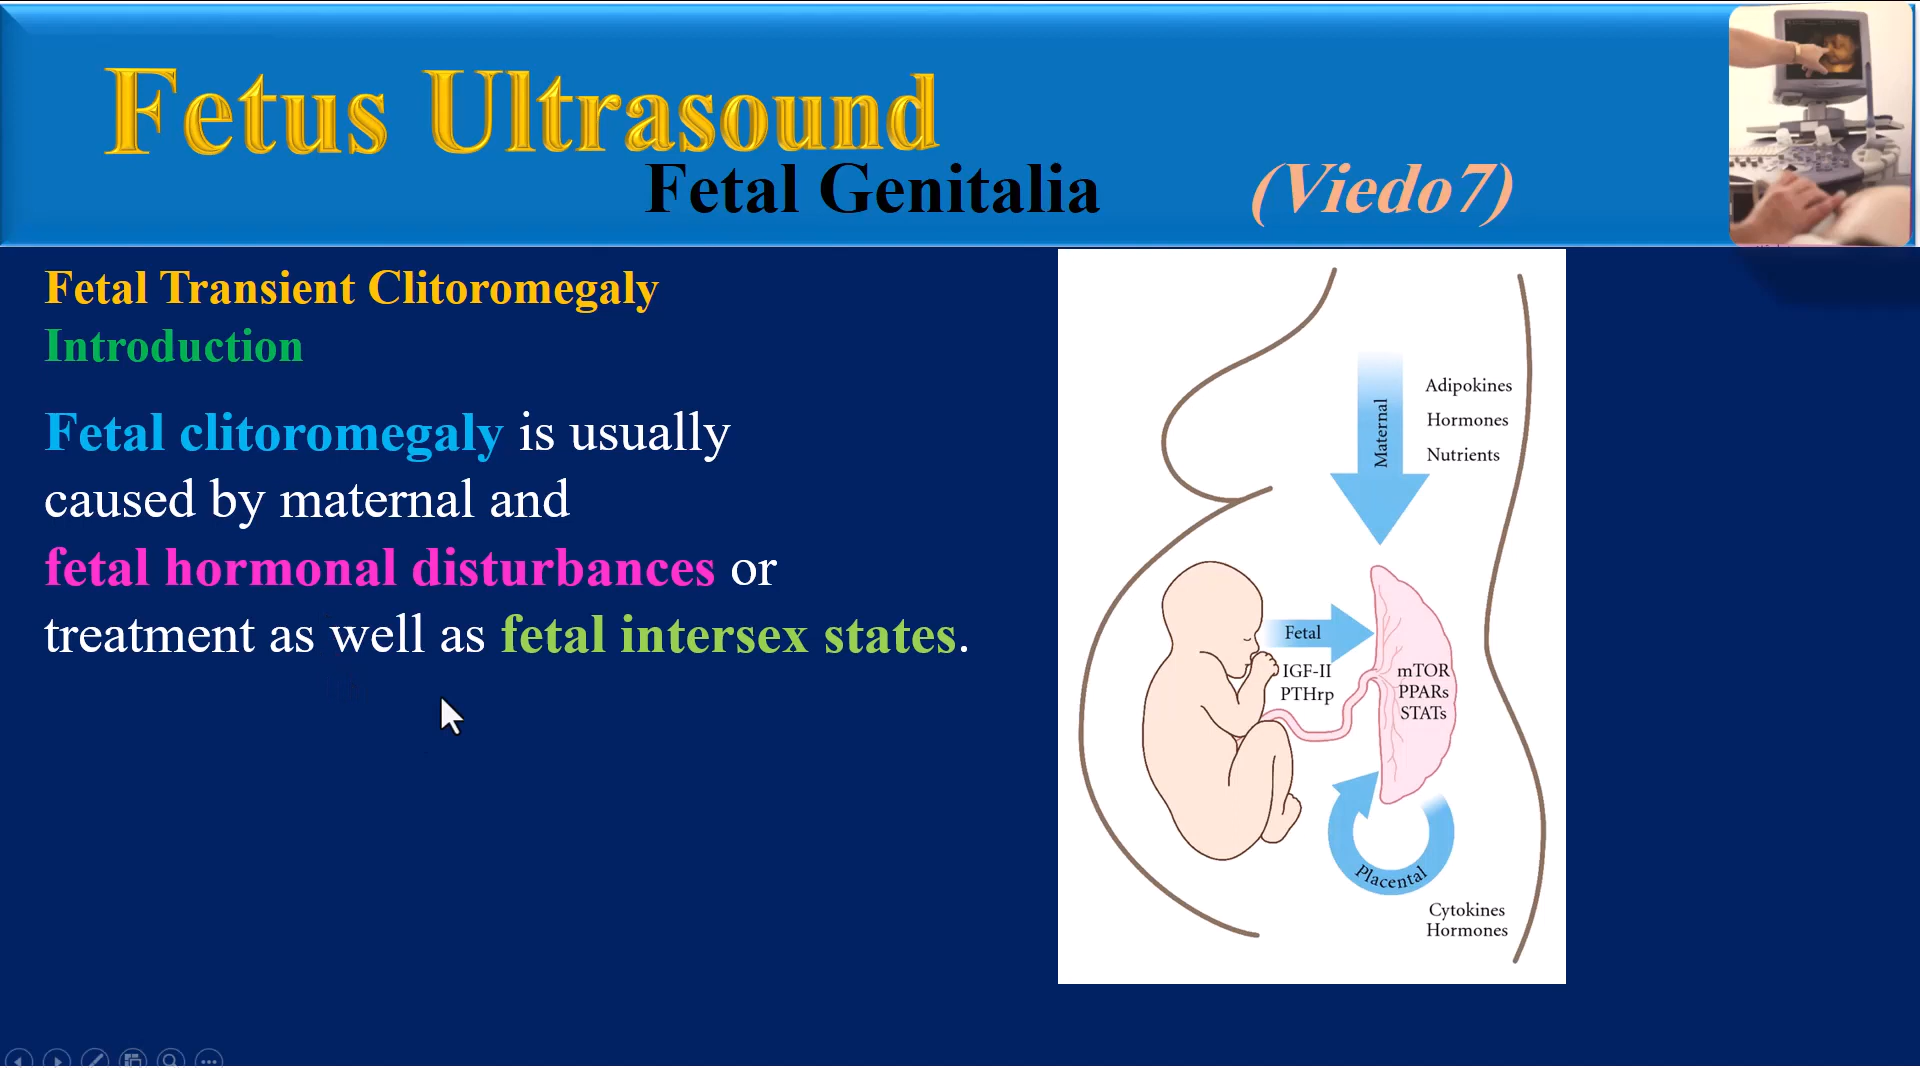 Fetus Ultrasound
Fetal Genitalia
(Viedo7)
Fetal Transient Clitoromegaly
Introduction
Fetal clitoromegaly is usually
caused by maternal and
fetal hormonal disturbances or
treatment as well as fetal intersex states.
Maternal
Adipokines
Hormones
Nutrients
Fetal
IGF-II
PTHrp
mTOR
PPARs
STATs
Placental
Cytokines
Hormones